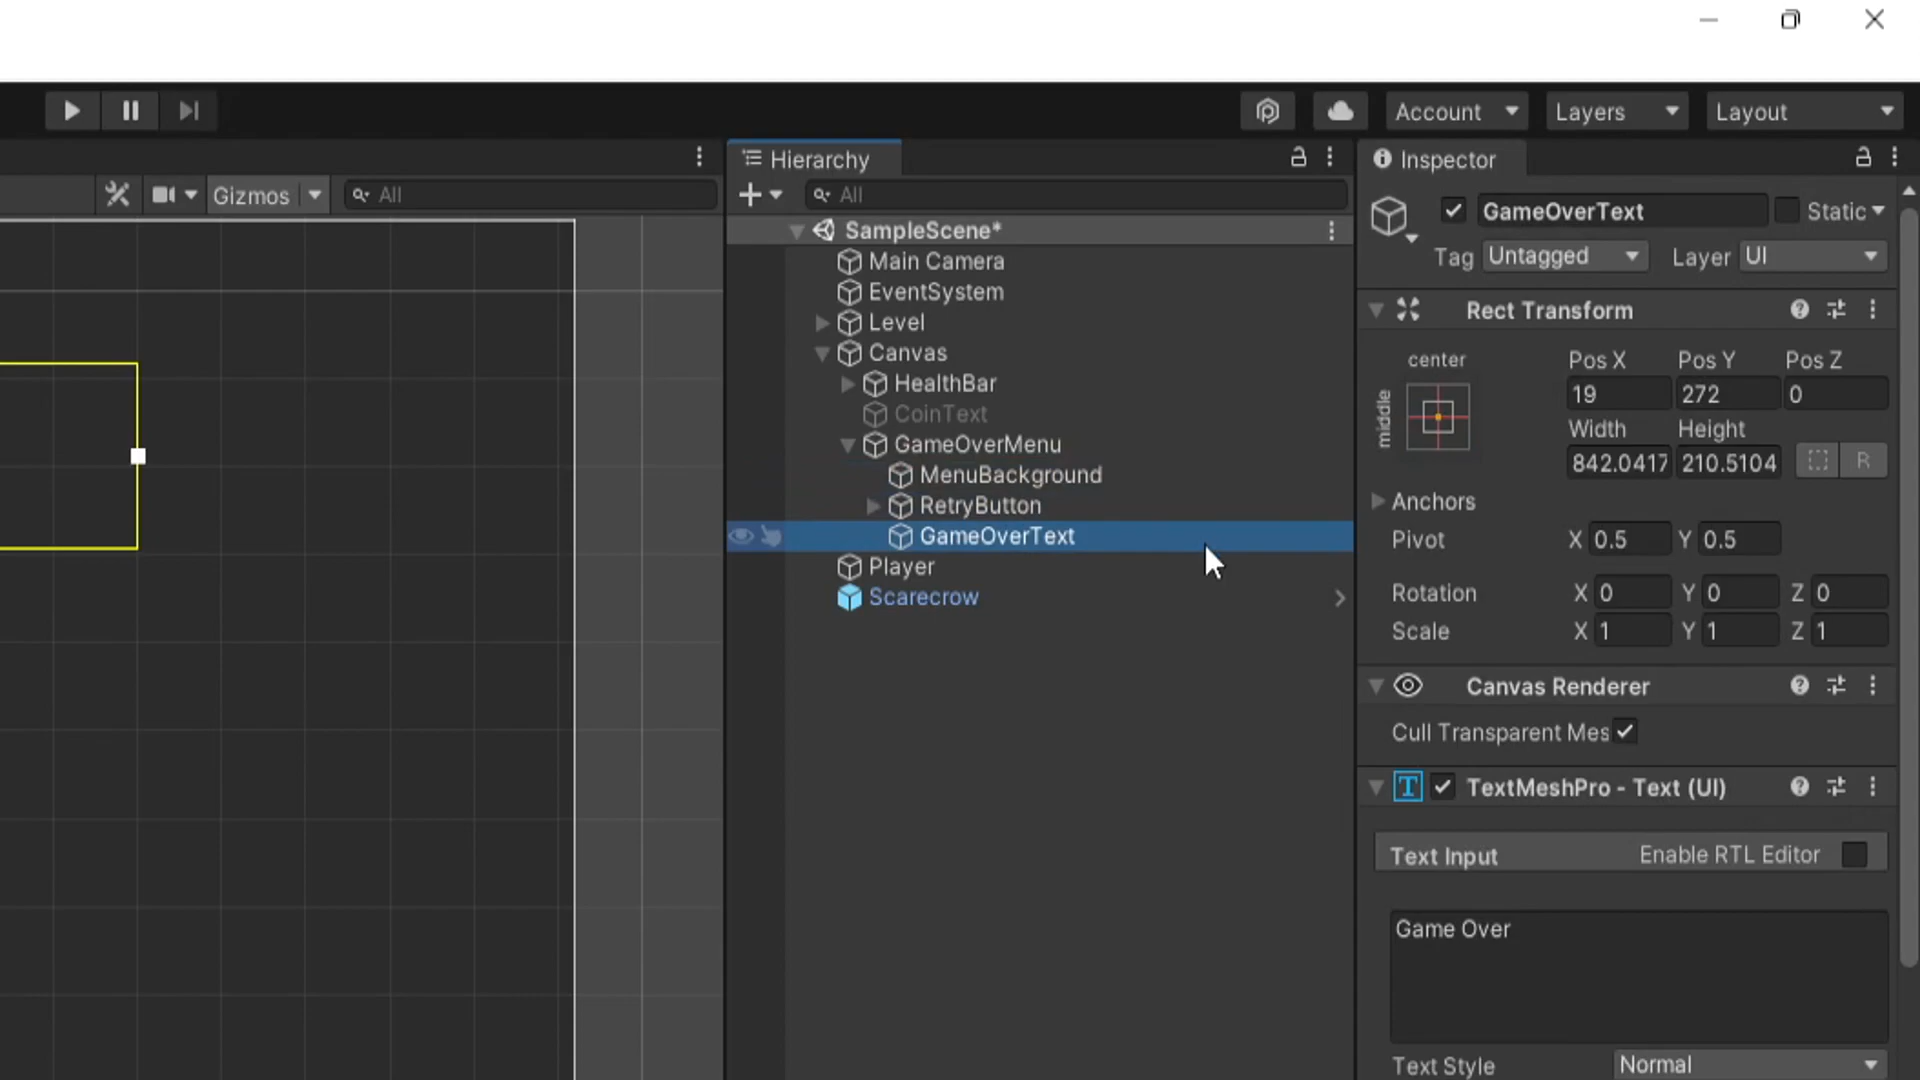 Account Layers Layout
Hierarchy
Inspector
Gizmos All
All
GameOverText Static
Tag Untagged Layer UI
SampleScene*
Main Camera
EventSystem
Level
Canvas
HealthBar
CoinText
GameOverMenu
MenuBackground
RetryButton
GameOverText
Player
Scarecrow
Rect Transform
center
middle
Pos X Pos Y Pos Z
19 272 0
Width Height
842.0417 210.5104 R
Anchors
Pivot X 0.5 Y 0.5
Rotation X 0 Y 0 Z 0
Scale X 1 Y 1 Z 1
Canvas Renderer
Cull Transparent Mes
T TextMeshPro - Text (UI)
Text Input Enable RTL Editor
Game Over
Text Style Normal